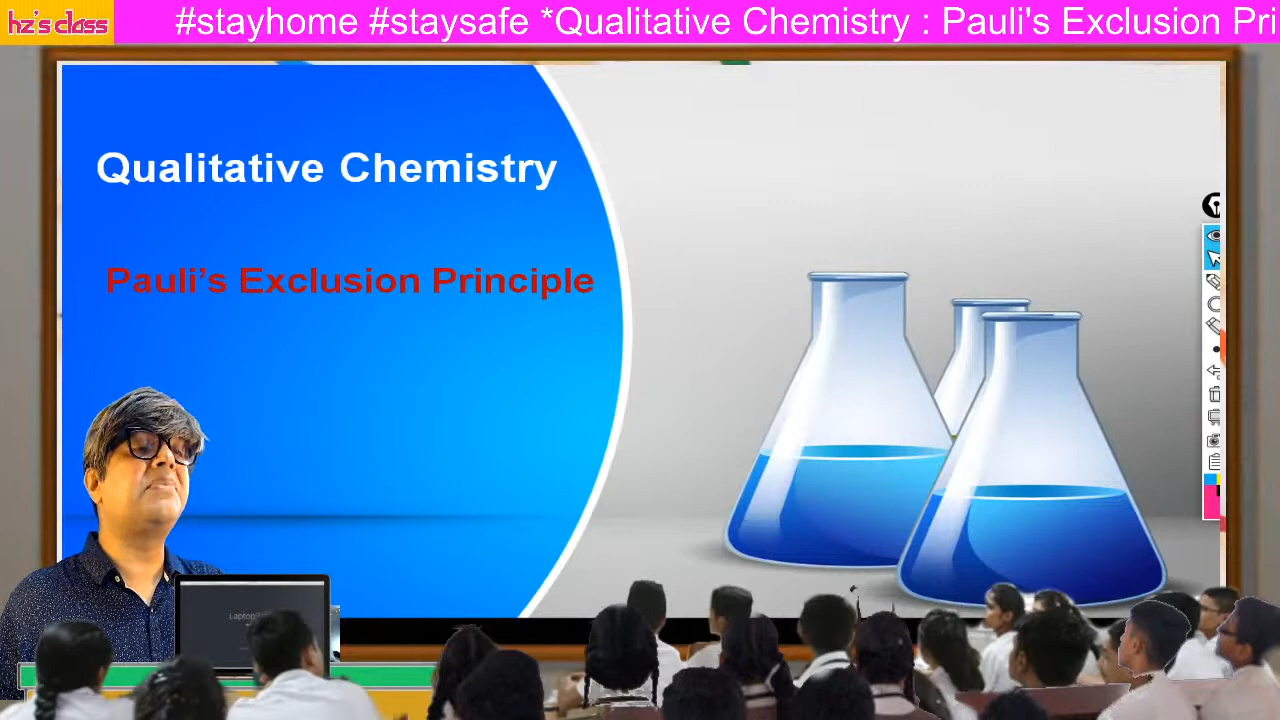 hz's class
#stayhome #staysafe *Qualitative Chemistry : Pauli's Exclusion Pri
Qualitative Chemistry
Pauli’s Exclusion Principle